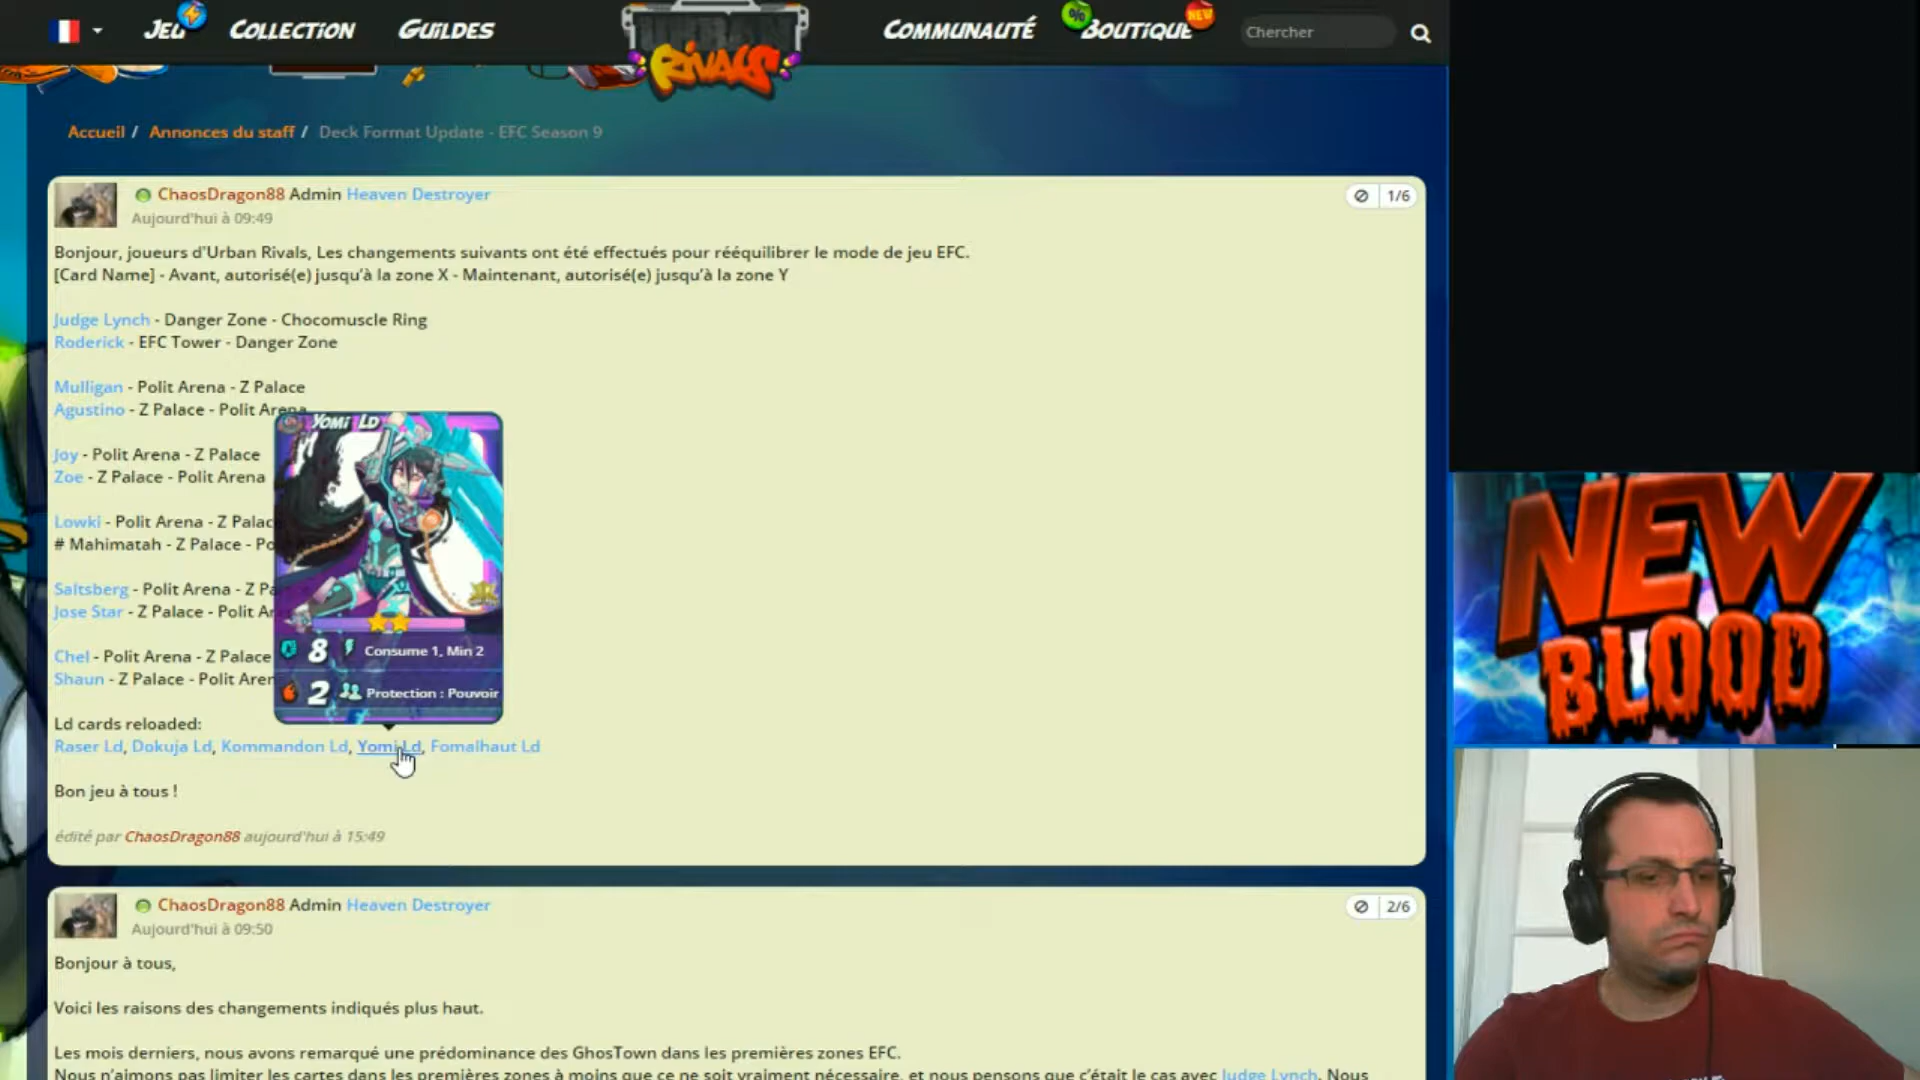 JEU
COLLECTION
GUILDES
RIVALS
COMMUNAUTÉ
%
BOUTIQUE
NEW
Chercher
Accueil / Annonces du staff / Deck Format Update - EFC Season 9
ChaosDragon88 Admin Heaven Destroyer
1/6
Aujourd'hui à 09:49
Bonjour, joueurs d'Urban Rivals, Les changements suivants ont été effectués pour rééquilibrer le mode de jeu EFC.
[Card Name] - Avant, autorisé(e) jusqu'à la zone X - Maintenant, autorisé(e) jusqu'à la zone Y
Judge Lynch - Danger Zone - Chocomuscle Ring
Roderick - EFC Tower - Danger Zone
Mulligan - Polit Arena - Z Palace
Agustino - Z Palace - Polit Arena
Joy - Polit Arena - Z Palace
Zoe - Z Palace - Polit Arena
Lowki - Polit Arena - Z Palac
# Mahimatah - Z Palace - Po
Saltsberg - Polit Arena - Z Pa
Jose Star - Z Palace - Polit Ar
Chel - Polit Arena - Z Palace
Shaun - Z Palace - Polit Aren
YOMI LD
8
Consume 1, Min 2
2
Protection : Pouvoir
Ld cards reloaded:
Raser Ld, Dokuja Ld, Kommandon Ld, Yomi Ld, Fomalhaut Ld
Bon jeu à tous !
édité par ChaosDragon88 aujourd'hui à 15:49
ChaosDragon88 Admin Heaven Destroyer
2/6
Aujourd'hui à 09:50
Bonjour à tous,
Voici les raisons des changements indiqués plus haut.
Les mois derniers, nous avons remarqué une prédominance des GhosTown dans les premières zones EFC.
Nous n'aimons pas limiter les cartes dans les premières zones à moins que ce ne soit vraiment nécessaire, et nous pensons que c'était le cas avec Judge Lynch. Nous
NEW
BLOOD